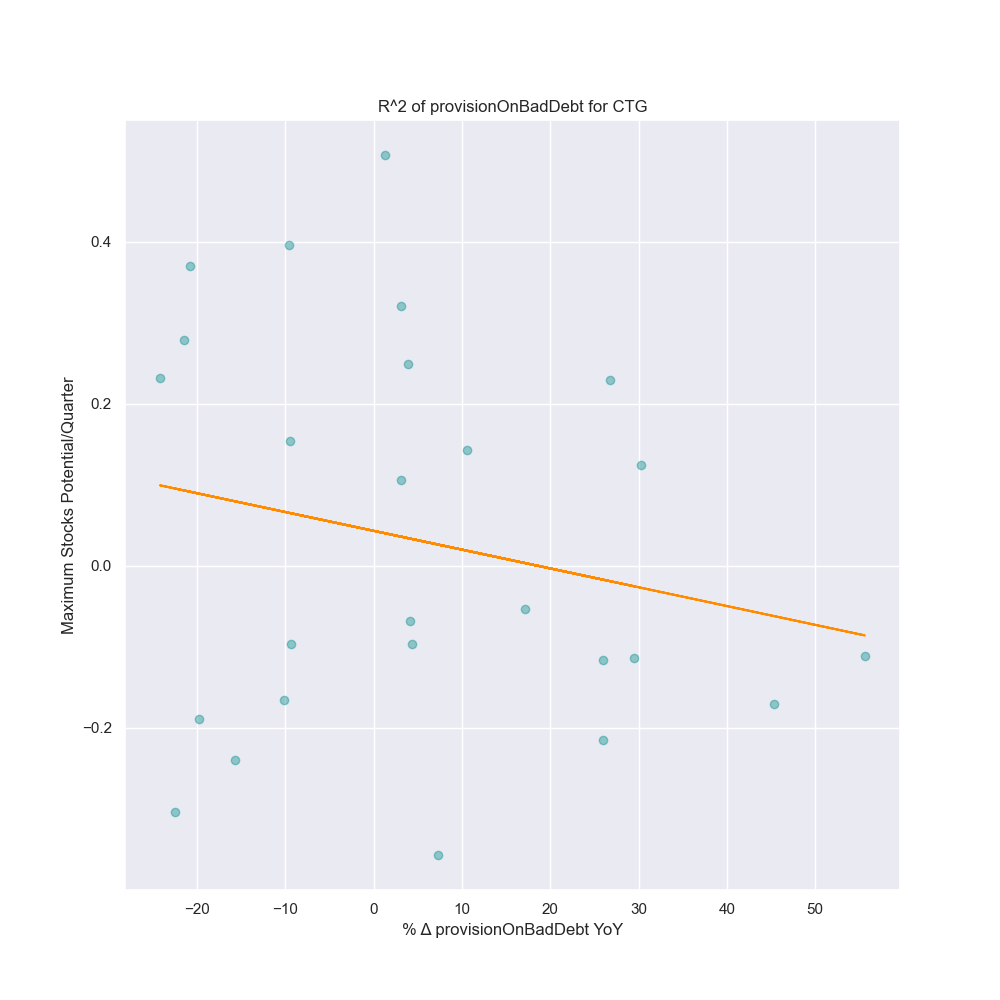 R^2 of provisionOnBadDebt for CTG
Maximum Stocks Potential/Quarter
0.4
0.2
0.0
−0.2
−20 −10 0 10 20 30 40 50
% Δ provisionOnBadDebt YoY